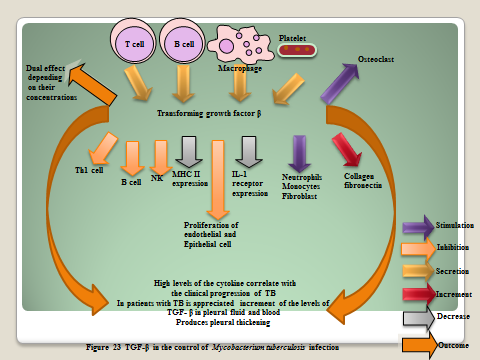 T cell
B cell
Platelet
Macrophage
Osteoclast
Dual effect
depending
on their
concentrations
Transforming growth factor β
Th1 cell
B cell
NK
MHC II
expression
IL-1
receptor
expression
Neutrophils
Monocytes
Fibroblast
Collagen
fibronectin
Proliferation of
endothelial and
Epithelial cell
Stimulation
Inhibition
Secretion
Increment
Decrease
Outcome
High levels of the cytokine correlate with
the clinical progression of TB
In patients with TB is appreciated increment of the levels of
TGF- β in pleural fluid and blood
Produces pleural thickening
Figure 23 TGF-β in the control of Mycobacterium tuberculosis infection